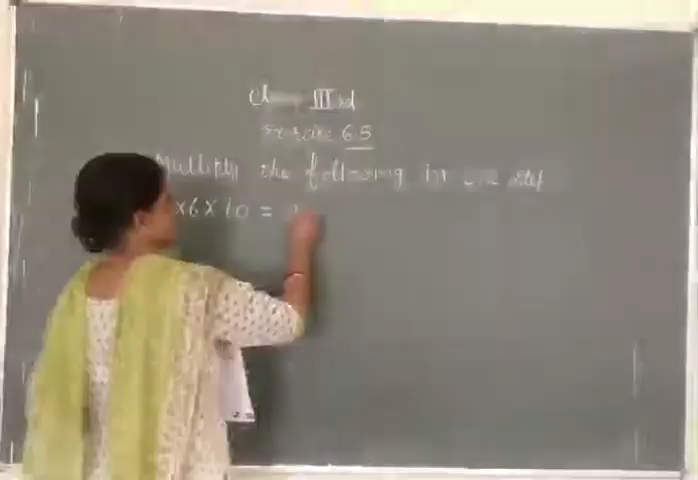 Class IIIrd
Exercise 6.5
Multiply the following in one step
×6×10 =